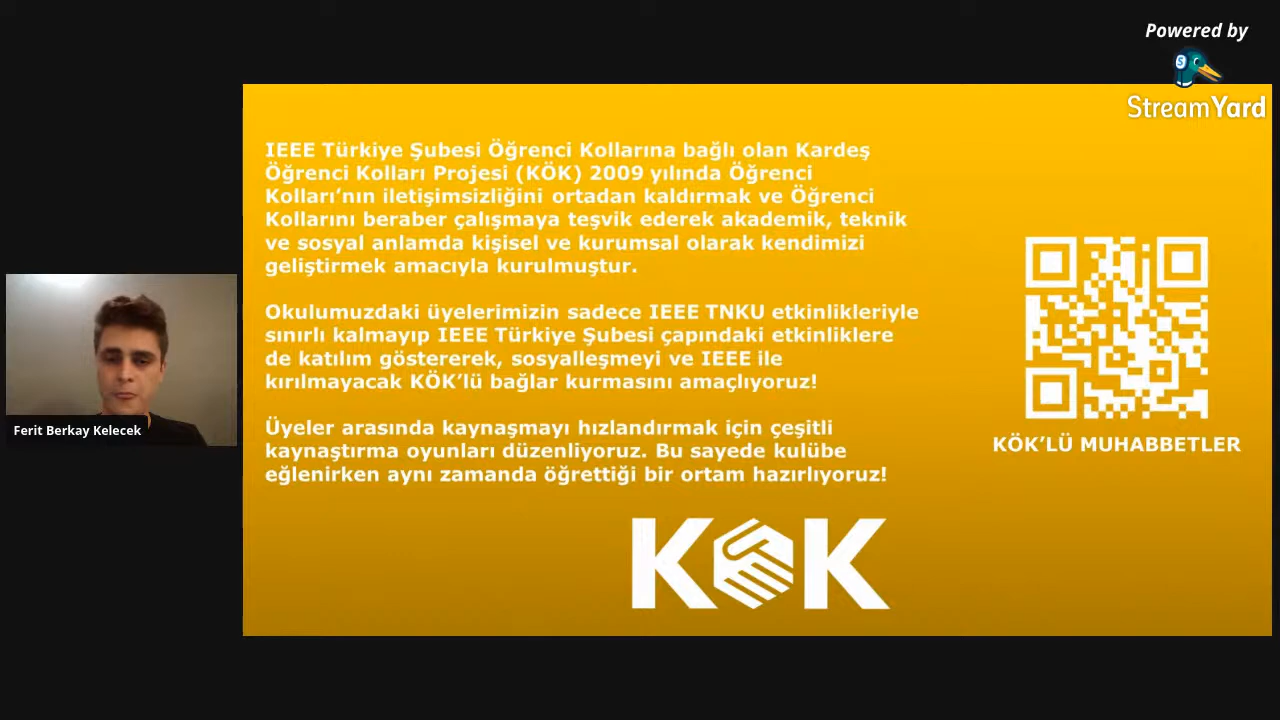 Powered by
StreamYard
IEEE Türkiye Şubesi Öğrenci Kollarına bağlı olan Kardeş
Öğrenci Kolları Projesi (KÖK) 2009 yılında Öğrenci
Kolları’nın iletişimsizliğini ortadan kaldırmak ve Öğrenci
Kollarını beraber çalışmaya teşvik ederek akademik, teknik
ve sosyal anlamda kişisel ve kurumsal olarak kendimizi
geliştirmek amacıyla kurulmuştur.
Okulumuzdaki üyelerimizin sadece IEEE TNKU etkinlikleriyle
sınırlı kalmayıp IEEE Türkiye Şubesi çapındaki etkinliklere
de katılım göstererek, sosyalleşmeyi ve IEEE ile
kırılmayacak KÖK’lü bağlar kurmasını amaçlıyoruz!
Üyeler arasında kaynaşmayı hızlandırmak için çeşitli
kaynaştırma oyunları düzenliyoruz. Bu sayede kulübe
eğlenirken aynı zamanda öğrettiği bir ortam hazırlıyoruz!
KÖK’LÜ MUHABBETLER
KOK
Ferit Berkay Kelecek